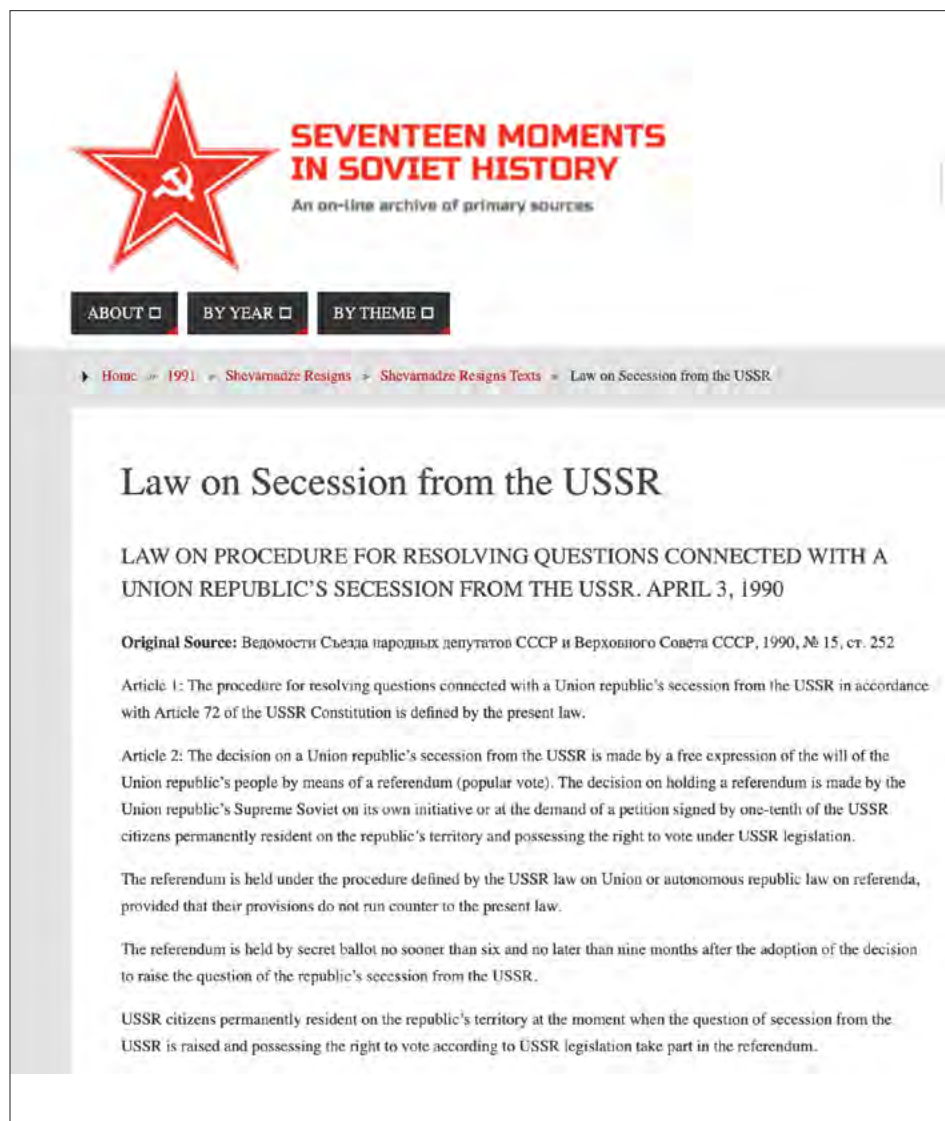 SEVENTEEN MOMENTS
IN SOVIET HISTORY
An on-line archive of primary sources
ABOUT
BY YEAR
BY THEME
Home » 1991 » Shevarnadze Resigns » Shevarnadze Resigns Texts » Law on Secession from the USSR
Law on Secession from the USSR
LAW ON PROCEDURE FOR RESOLVING QUESTIONS CONNECTED WITH A
UNION REPUBLIC’S SECESSION FROM THE USSR. APRIL 3, 1990
Original Source: Ведомости Съезда народных депутатов СССР и Верховного Совета СССР, 1990, № 15, ст. 252
Article 1: The procedure for resolving questions connected with a Union republic’s secession from the USSR in accordance
with Article 72 of the USSR Constitution is defined by the present law.
Article 2: The decision on a Union republic’s secession from the USSR is made by a free expression of the will of the
Union republic’s people by means of a referendum (popular vote). The decision on holding a referendum is made by the
Union republic’s Supreme Soviet on its own initiative or at the demand of a petition signed by one-tenth of the USSR
citizens permanently resident on the republic’s territory and possessing the right to vote under USSR legislation.
The referendum is held under the procedure defined by the USSR law on Union or autonomous republic law on referenda,
provided that their provisions do not run counter to the present law.
The referendum is held by secret ballot no sooner than six and no later than nine months after the adoption of the decision
to raise the question of the republic’s secession from the USSR.
USSR citizens permanently resident on the republic’s territory at the moment when the question of secession from the
USSR is raised and possessing the right to vote according to USSR legislation take part in the referendum.